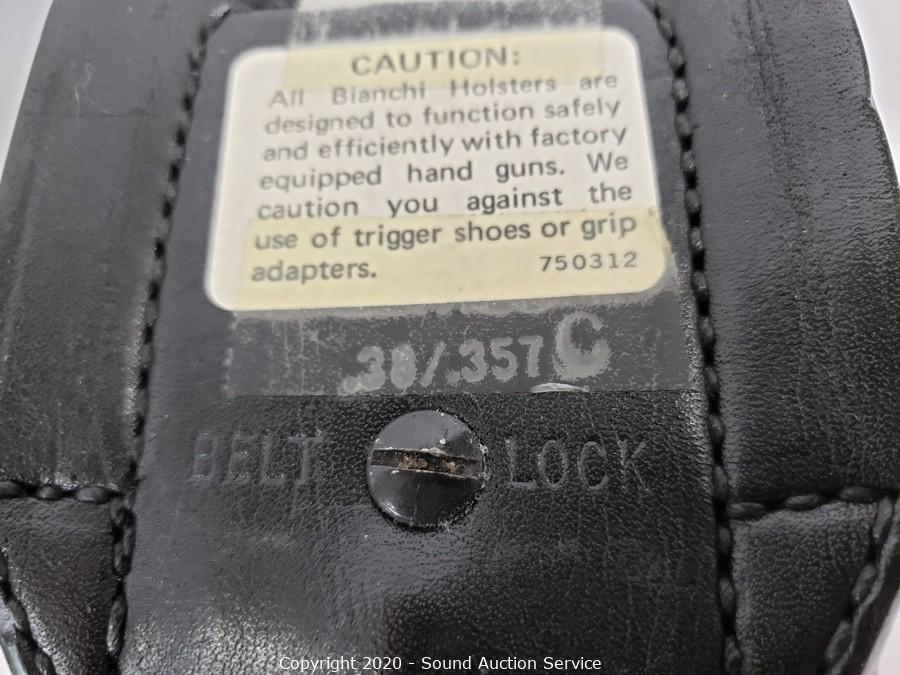 CAUTION:
All Bianchi Holsters are
designed to function safely
and efficiently with factory
equipped hand guns. We
caution you against the
use of trigger shoes or grip
adapters. 750312
.38/.357 C
BELT LOCK
Copyright 2020 - Sound Auction Service